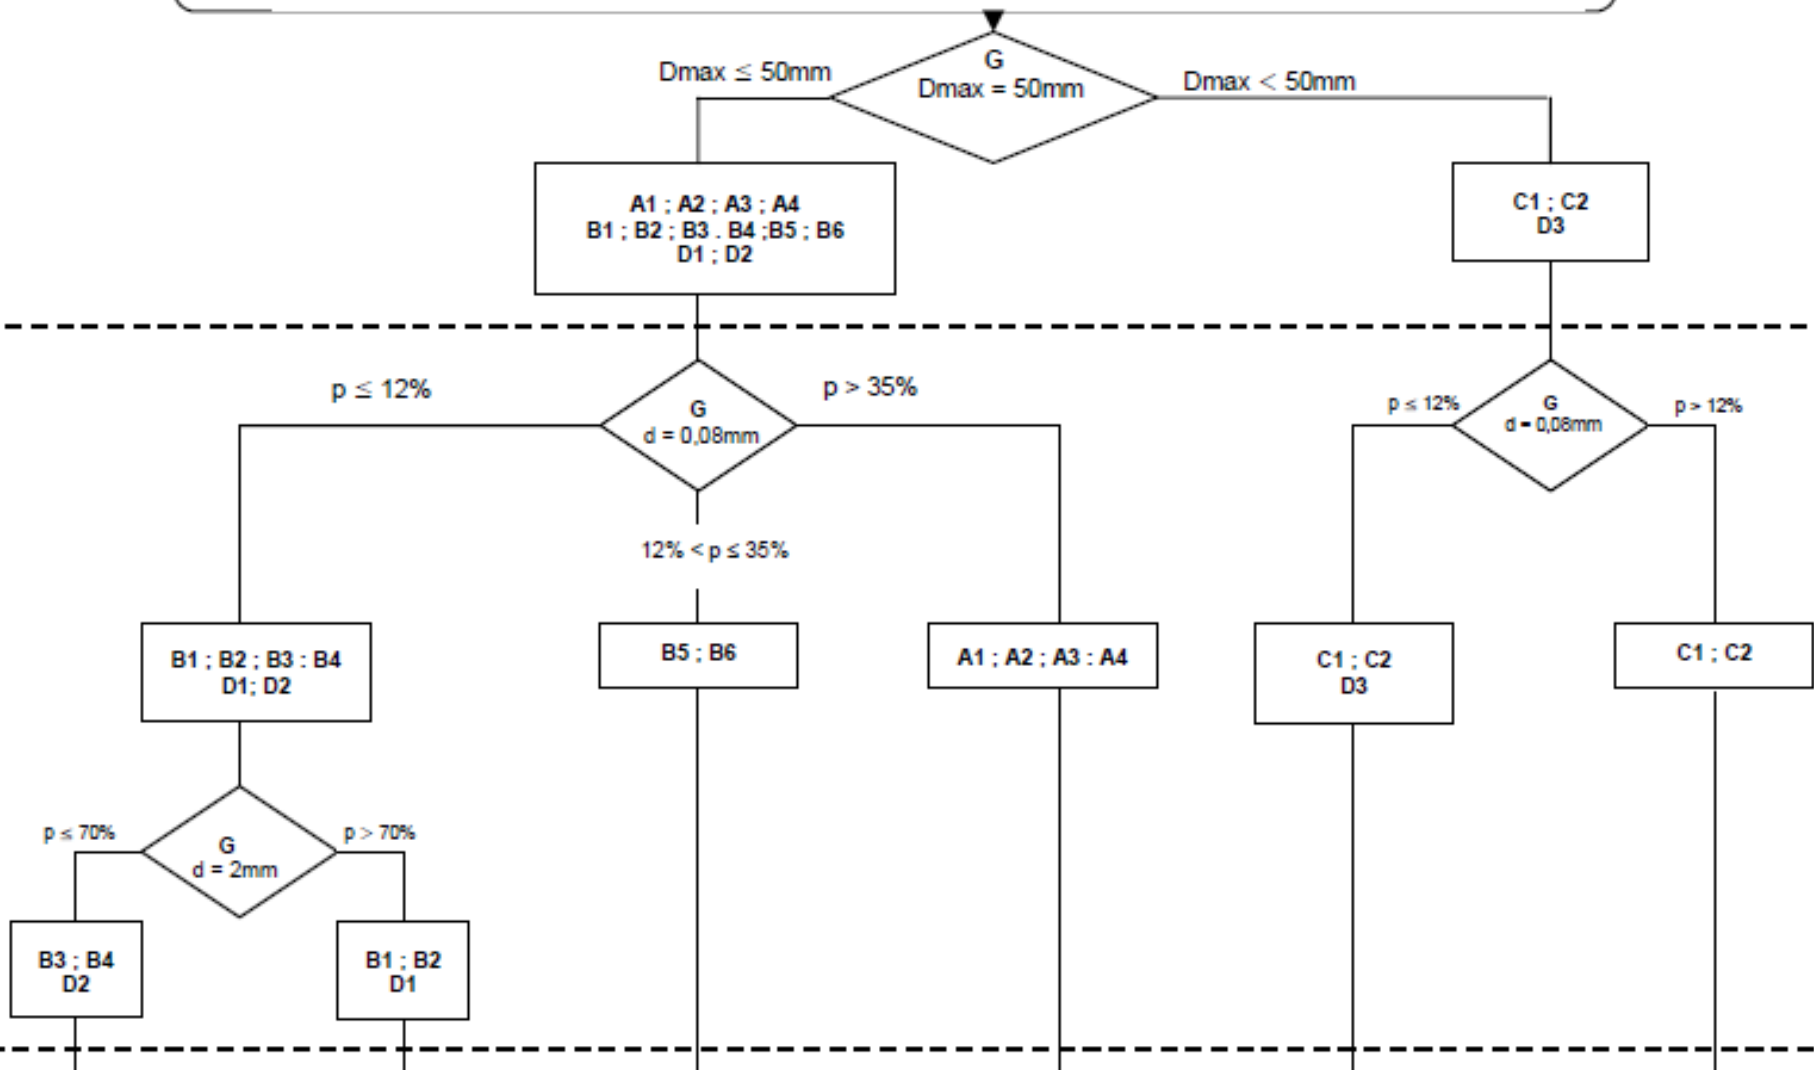 G
Dmax = 50mm
Dmax ≤ 50mm
Dmax < 50mm
A1 ; A2 ; A3 ; A4
B1 ; B2 ; B3 . B4 ;B5 ; B6
D1 ; D2
C1 ; C2
D3
p ≤ 12%
G
d = 0,08mm
p > 35%
p ≤ 12%
G
d = 0,08mm
p > 12%
12% < p ≤ 35%
B1 ; B2 ; B3 : B4
D1; D2
B5 ; B6
A1 ; A2 ; A3 : A4
C1 ; C2
D3
C1 ; C2
p ≤ 70%
G
d = 2mm
p > 70%
B3 ; B4
D2
B1 ; B2
D1